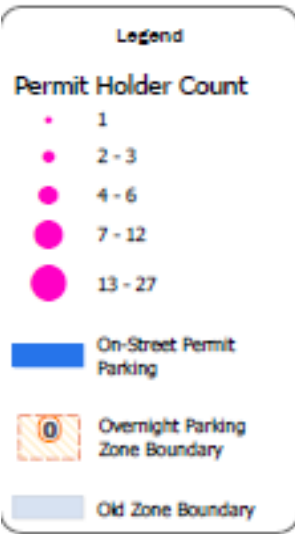 Legend
Permit Holder Count
1
2 - 3
4 - 6
7 - 12
13 - 27
On-Street Permit
Parking
0
Overnight Parking
Zone Boundary
Old Zone Boundary